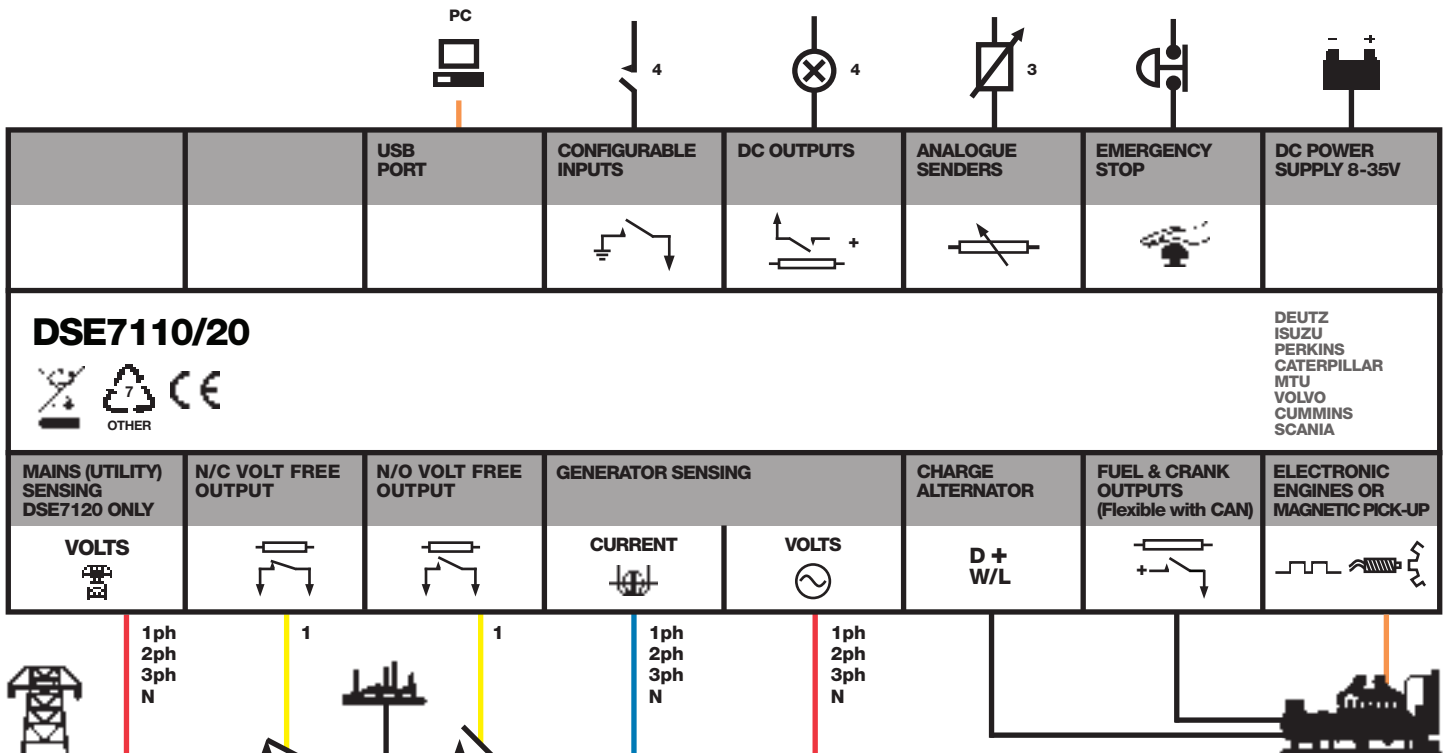 PC
4
4
3
- +
USB
PORT
CONFIGURABLE
INPUTS
DC OUTPUTS
ANALOGUE
SENDERS
EMERGENCY
STOP
DC POWER
SUPPLY 8-35V
+
DSE7110/20
7
OTHER
CE
DEUTZ
ISUZU
PERKINS
CATERPILLAR
MTU
VOLVO
CUMMINS
SCANIA
MAINS (UTILITY)
SENSING
DSE7120 ONLY
N/C VOLT FREE
OUTPUT
N/O VOLT FREE
OUTPUT
GENERATOR SENSING
CHARGE
ALTERNATOR
FUEL & CRANK
OUTPUTS
(Flexible with CAN)
ELECTRONIC
ENGINES OR
MAGNETIC PICK-UP
VOLTS
CURRENT
VOLTS
D +
W/L
+
1ph
2ph
3ph
N
1
1
1ph
2ph
3ph
N
1ph
2ph
3ph
N